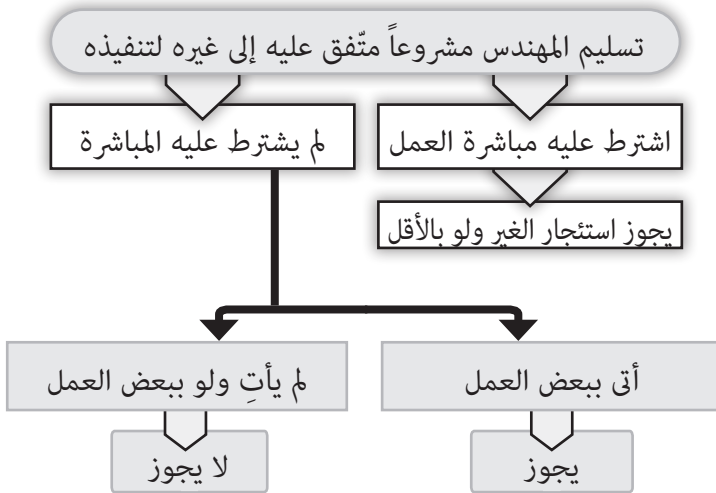 تسليم المهندس مشروعاً متّفق عليه إلى غيره لتنفيذه
اشترط عليه مباشرة العمل
لم يشترط عليه المباشرة
يجوز استئجار الغير ولو بالأقل
أتى ببعض العمل
لم يأتِ ولو ببعض العمل
يجوز
لا يجوز